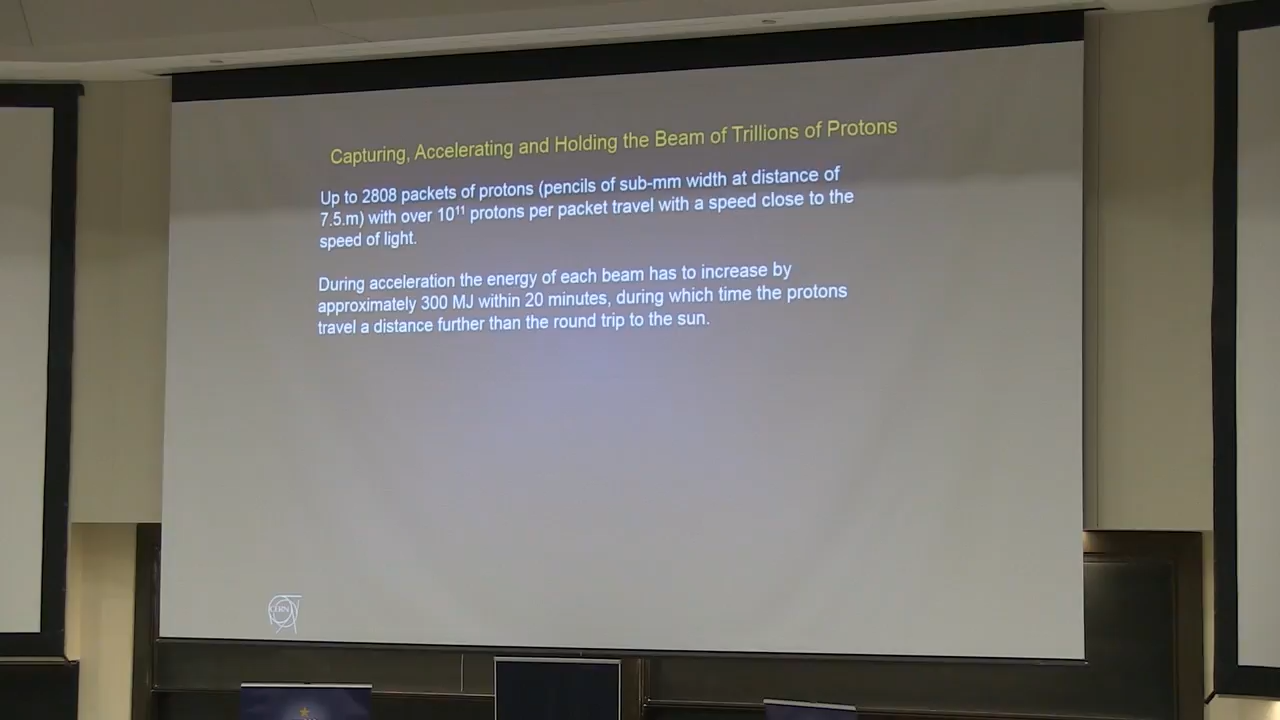 Capturing, Accelerating and Holding the Beam of Trillions of Protons
Up to 2808 packets of protons (pencils of sub-mm width at distance of
7.5.m) with over 10¹¹ protons per packet travel with a speed close to the
speed of light.
During acceleration the energy of each beam has to increase by
approximately 300 MJ within 20 minutes, during which time the protons
travel a distance further than the round trip to the sun.
CERN